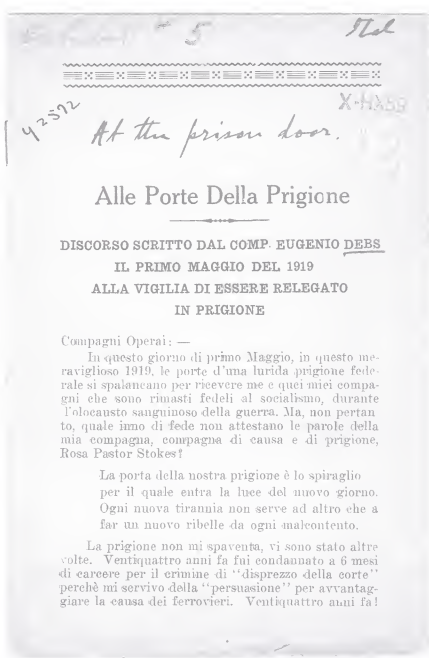 5
X-HX89
42572
At the prison door.
Alle Porte Della Prigione
DISCORSO SCRITTO DAL COMP. EUGENIO DEBS
IL PRIMO MAGGIO DEL 1919
ALLA VIGILIA DI ESSERE RELEGATO
IN PRIGIONE
Compagni Operai: —
In questo giorno di primo Maggio, in questo me-
raviglioso 1919, le porte d'una lurida prigione fede-
rale si spalancano per ricevere me e quei miei compa-
gni che sono rimasti fedeli al socialismo, durante
l'olocausto sanguinoso della guerra. Ma, non pertan
to, quale inno di fede non attestano le parole della
mia compagna, compagna di causa e di prigione,
Rosa Pastor Stokes!
La porta della nostra prigione è lo spiraglio
per il quale entra la luce del nuovo giorno.
Ogni nuova tirannia non serve ad altro che a
far un nuovo ribelle da ogni malcontento.
La prigione non mi spaventa, vi sono stato altre
volte. Ventiquattro anni fa fui condannato a 6 mesi
di carcere per il crimine di "disprezzo della corte"
perchè mi servivo della "persuasione" per avvantag-
giare la causa dei ferrovieri. Ventiquattro anni fa!